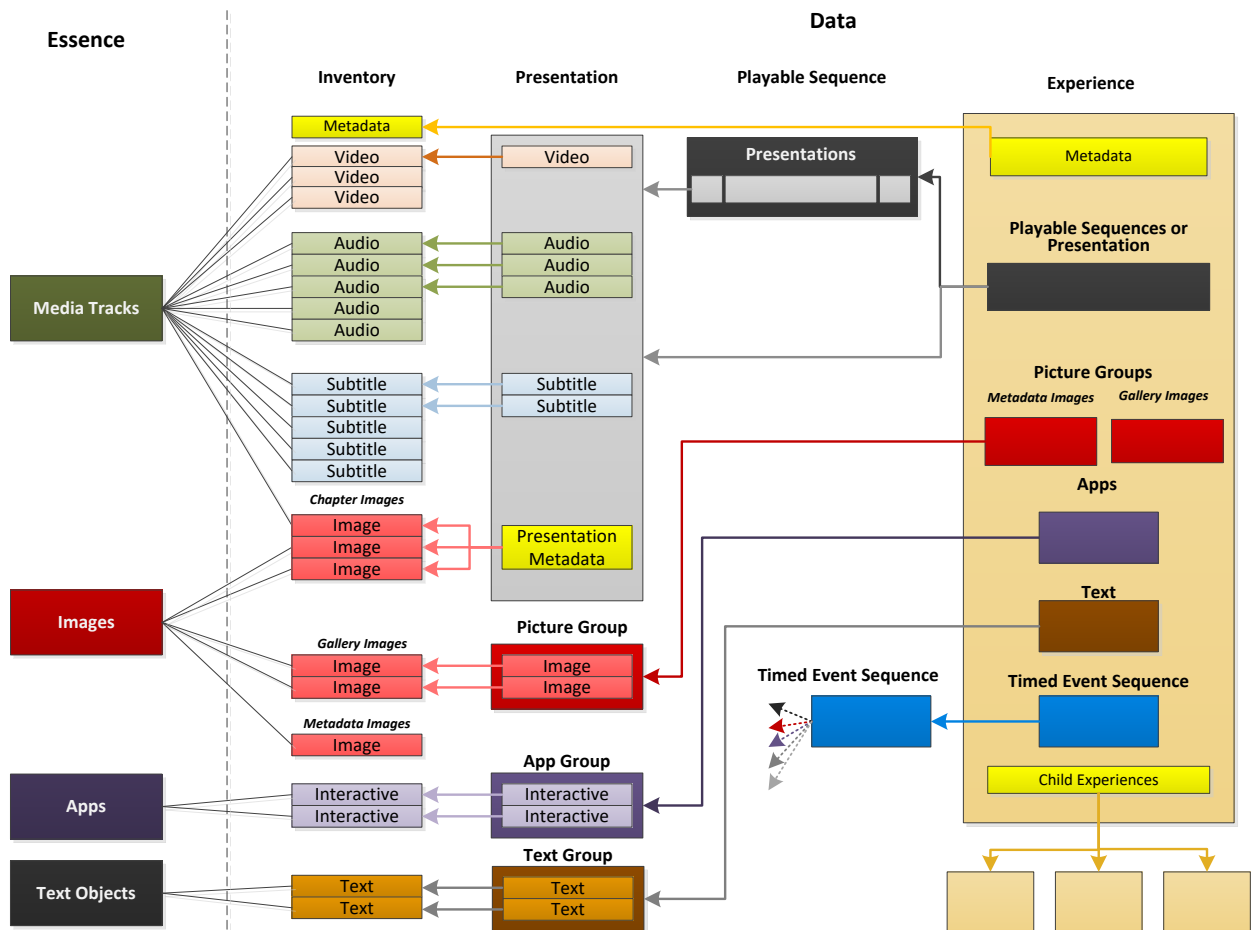 Essence
Data
Inventory
Presentation
Playable Sequence
Experience
Metadata
Video
Video
Video
Video
Presentations
Metadata
Playable Sequences or
Presentation
Media Tracks
Audio
Audio
Audio
Audio
Audio
Audio
Audio
Audio
Subtitle
Subtitle
Subtitle
Subtitle
Subtitle
Subtitle
Subtitle
Picture Groups
Metadata Images
Gallery Images
Apps
Chapter Images
Image
Image
Image
Presentation
Metadata
Text
Images
Picture Group
Gallery Images
Image
Image
Image
Image
Metadata Images
Image
Timed Event Sequence
Timed Event Sequence
Apps
App Group
Interactive
Interactive
Interactive
Interactive
Child Experiences
Text Objects
Text Group
Text
Text
Text
Text